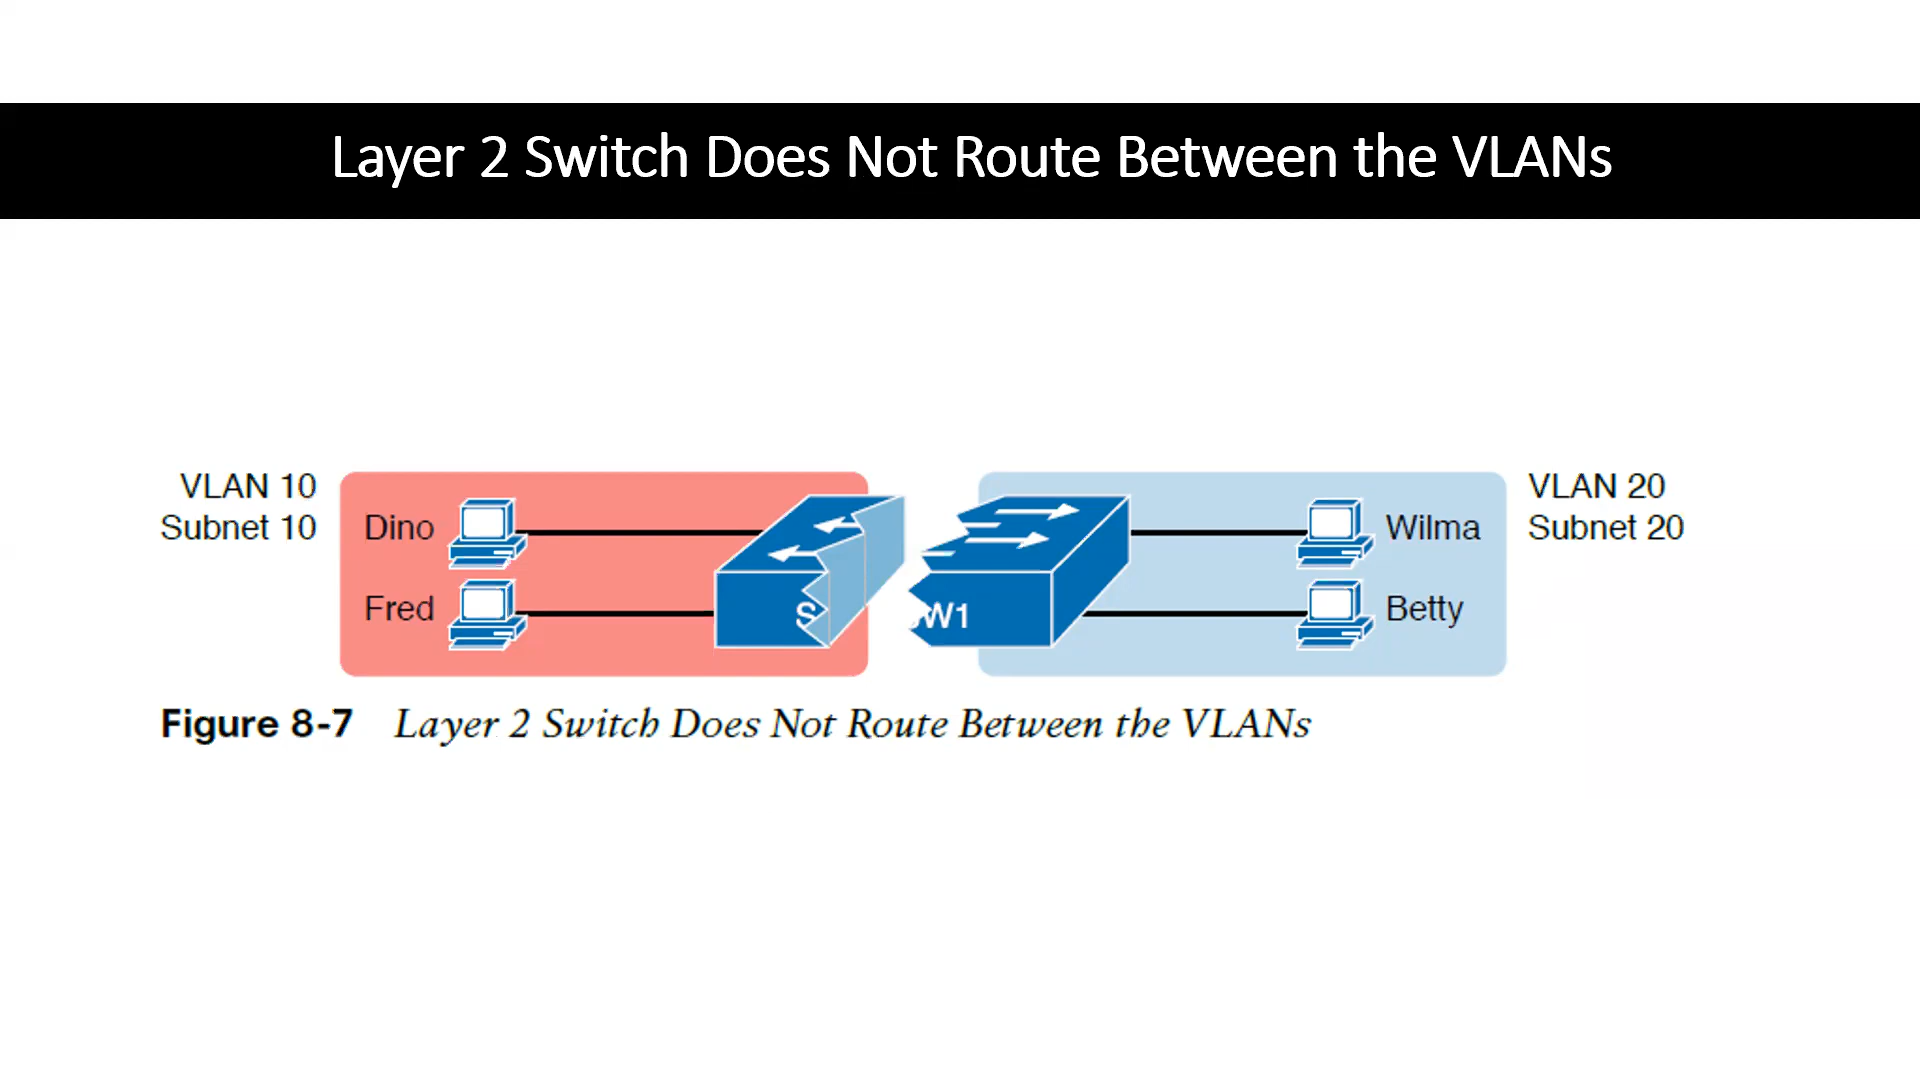 Layer 2 Switch Does Not Route Between the VLANs
VLAN 10
Subnet 10
Dino
Fred
SW1
Wilma
Betty
VLAN 20
Subnet 20
Figure 8-7 Layer 2 Switch Does Not Route Between the VLANs